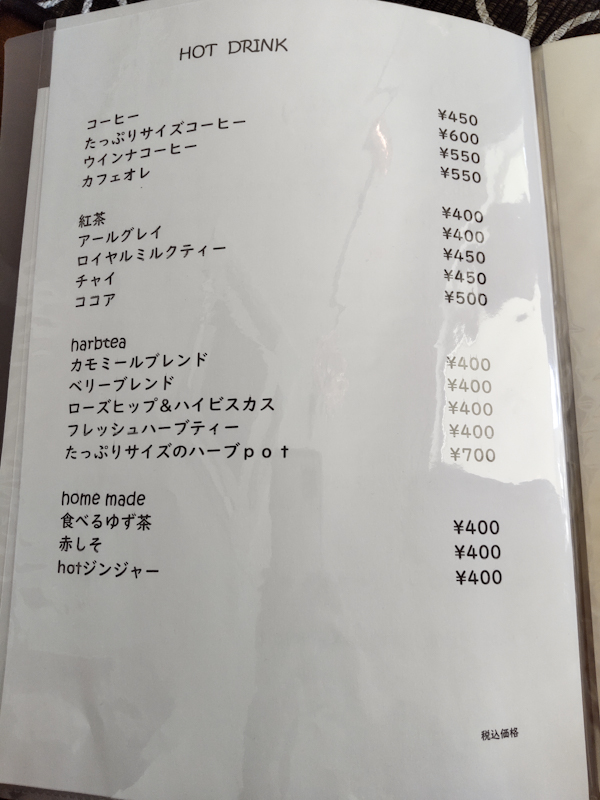 HOT DRINK
コーヒー ¥450
たっぷりサイズコーヒー ¥600
ウインナコーヒー ¥550
カフェオレ ¥550
紅茶 ¥400
アールグレイ ¥400
ロイヤルミルクティー ¥450
チャイ ¥450
ココア ¥500
harbtea
カモミールブレンド ¥400
ベリーブレンド ¥400
ローズヒップ&ハイビスカス ¥400
フレッシュハーブティー ¥400
たっぷりサイズのハーブpot ¥700
home made
食べるゆず茶 ¥400
赤しそ ¥400
hotジンジャー ¥400
税込価格